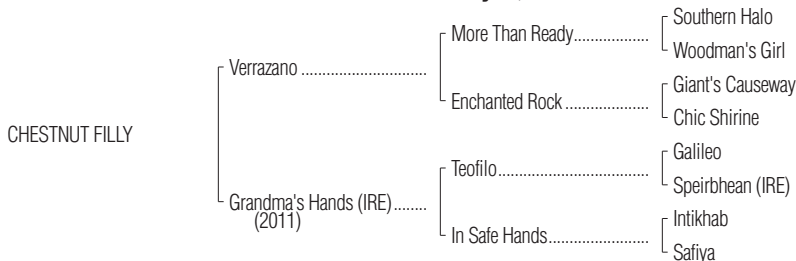 Southern Halo
More Than Ready..................
Woodman's Girl
Verrazano ..............................
Giant's Causeway
Enchanted Rock ....................
Chic Shirine
CHESTNUT FILLY
Galileo
Teofilo.....................................
Speirbhean (IRE)
Grandma's Hands (IRE)........
(2011)
Intikhab
In Safe Hands........................
Safiya